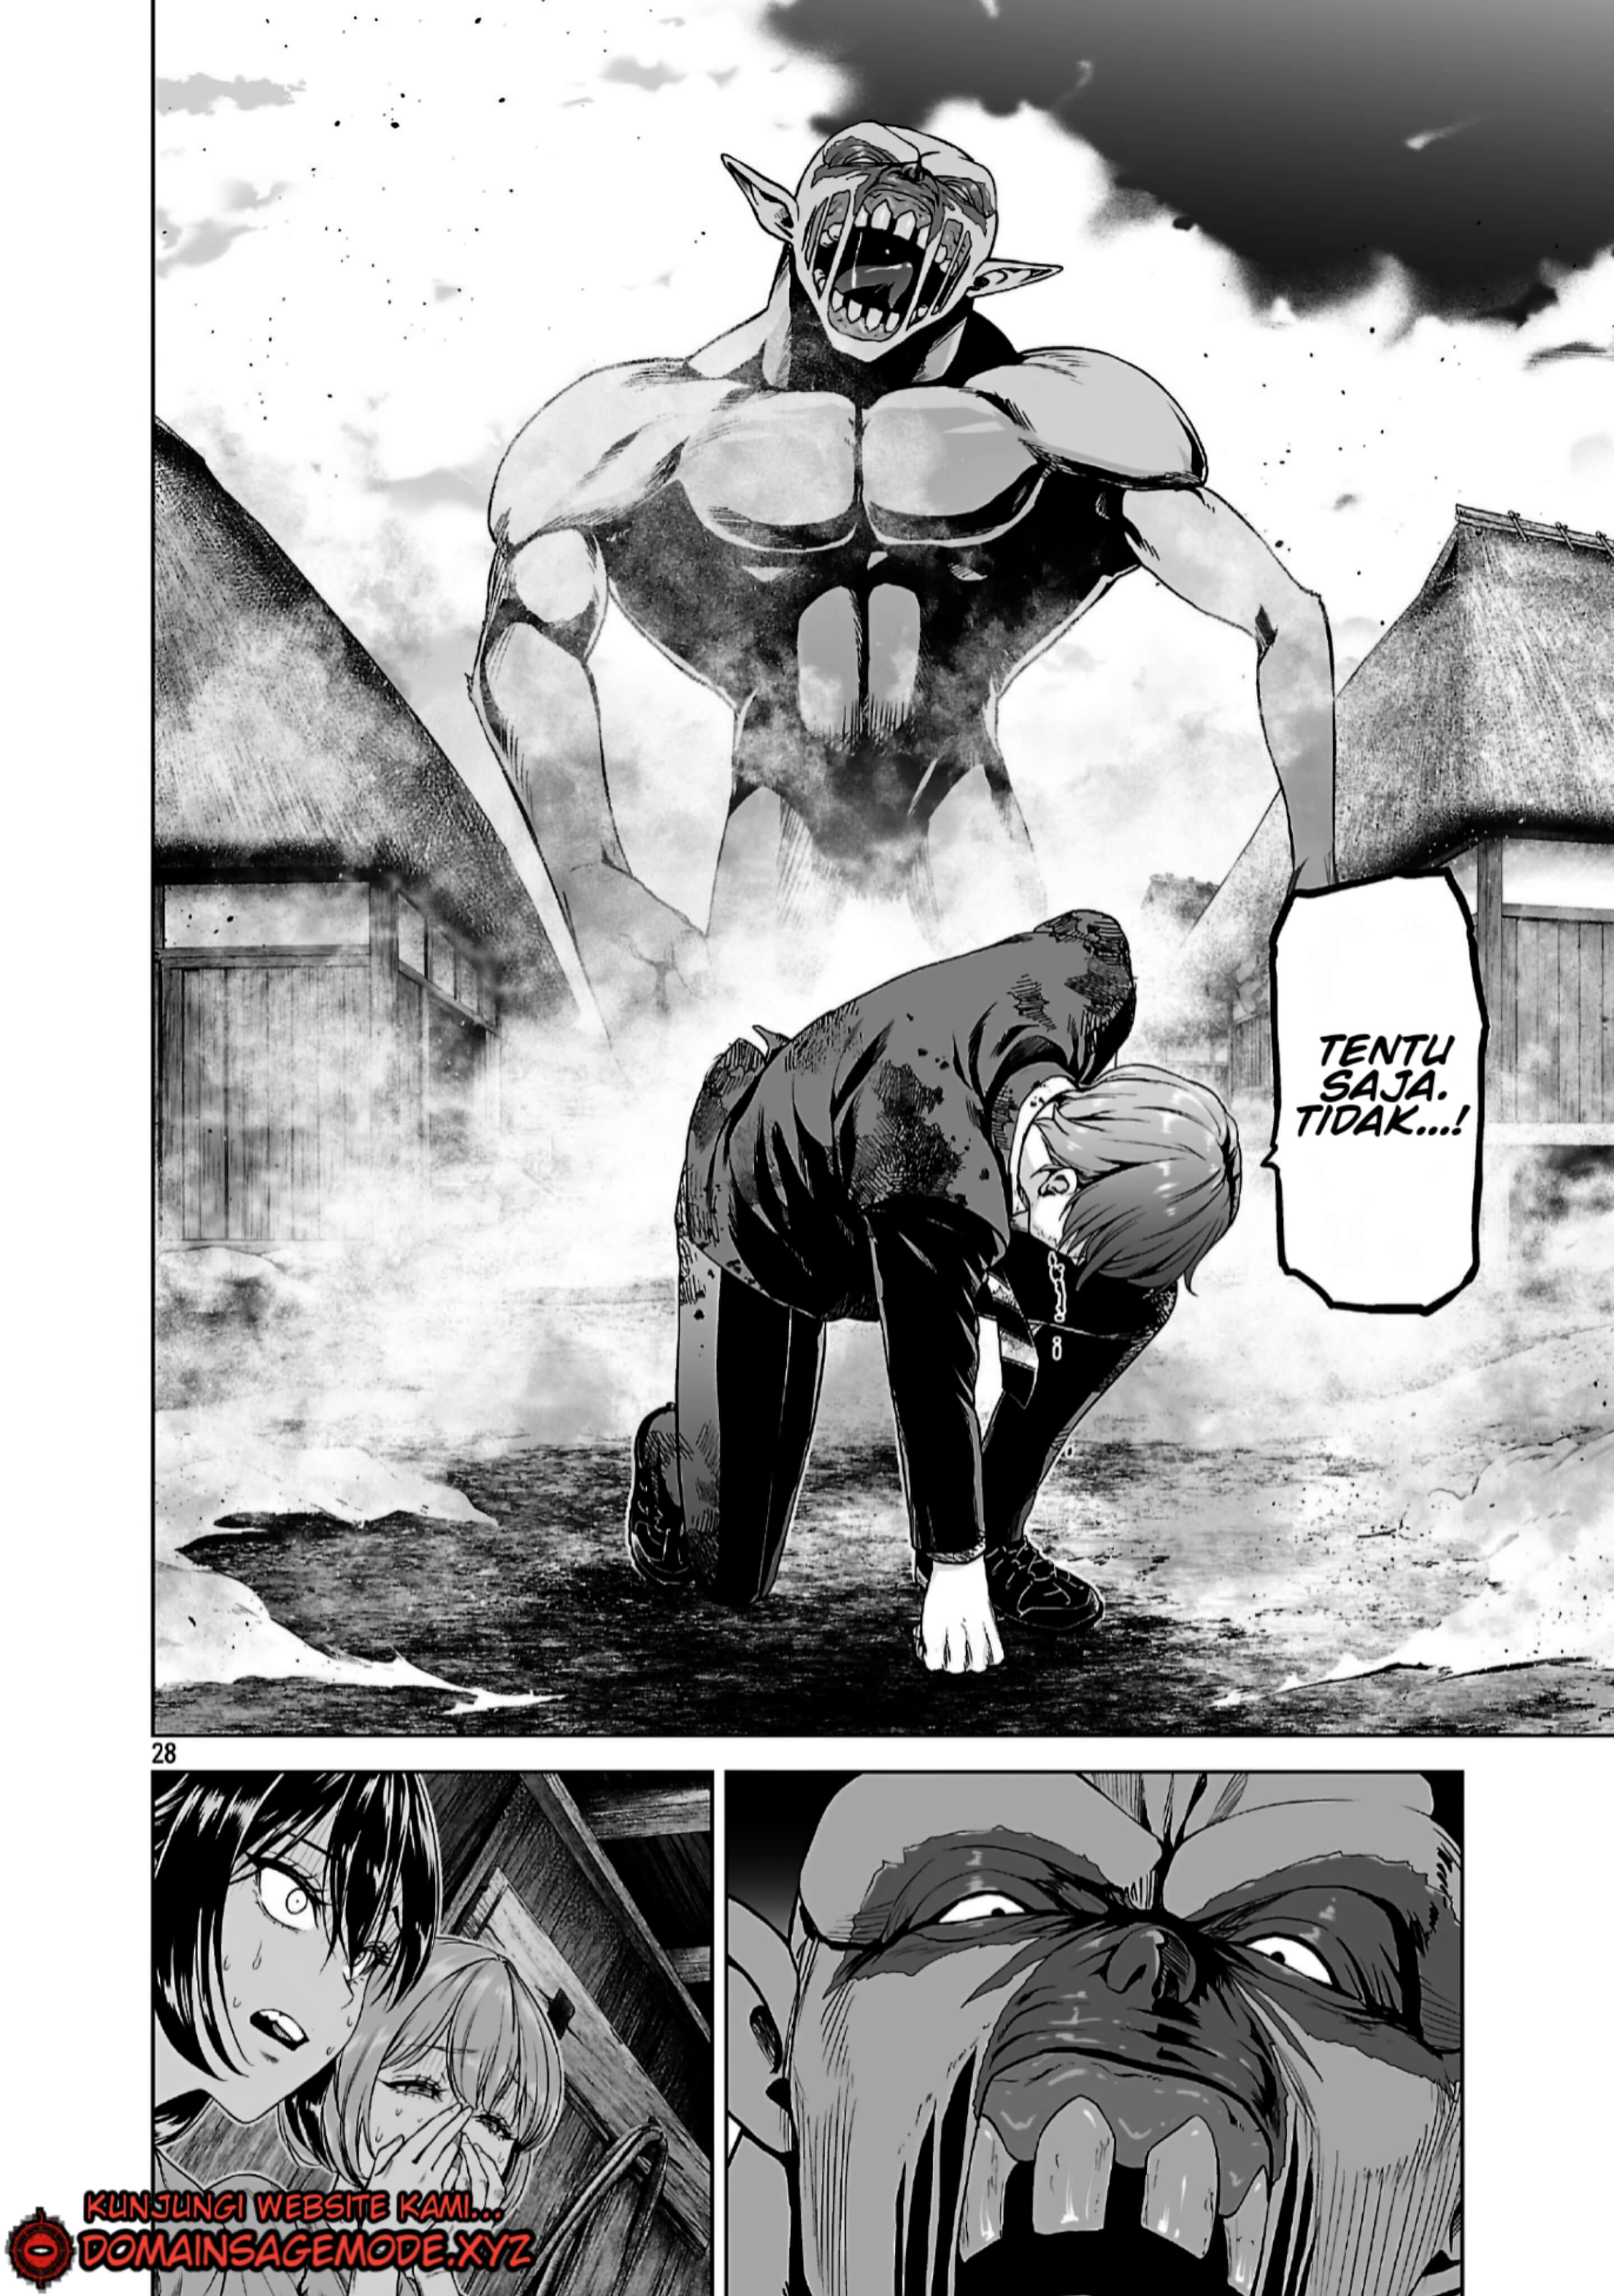 TENTU
SAJA.
TIDAK...!
28
KUNJUNGI WEBSITE KAMI...
DOMAINSAGEMODE.XYZ